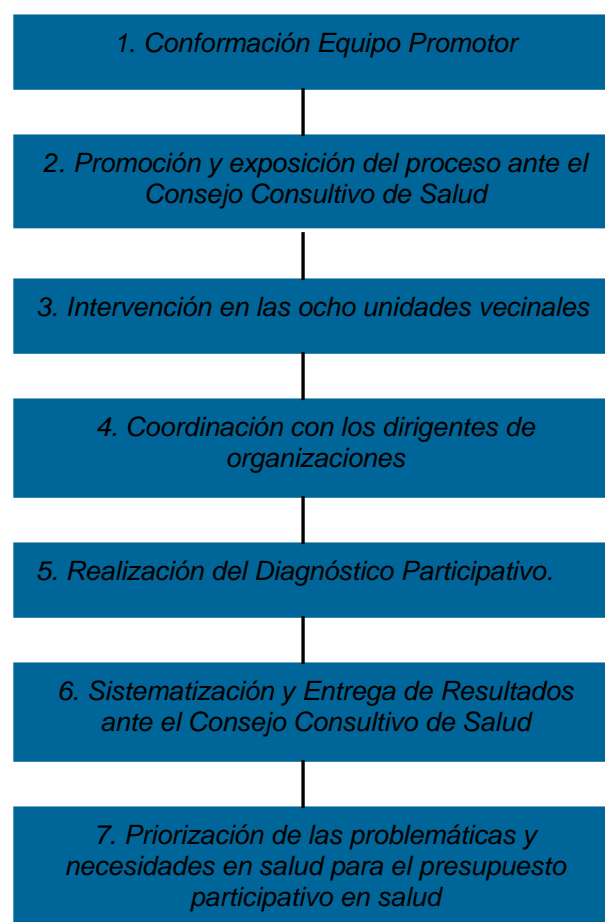 1. Conformación Equipo Promotor
2. Promoción y exposición del proceso ante el
Consejo Consultivo de Salud
3. Intervención en las ocho unidades vecinales
4. Coordinación con los dirigentes de
organizaciones
5. Realización del Diagnóstico Participativo.
6. Sistematización y Entrega de Resultados
ante el Consejo Consultivo de Salud
7. Priorización de las problemáticas y
necesidades en salud para el presupuesto
participativo en salud